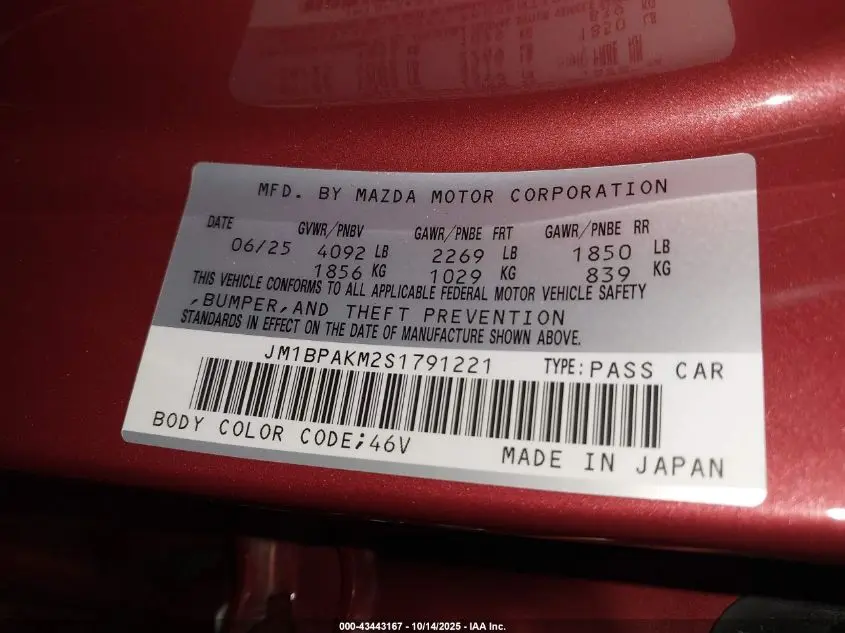 MFD. BY MAZDA MOTOR CORPORATION
DATE GVWR/PNBV GAWR/PNBE FRT GAWR/PNBE RR
06/25 4092 LB 2269 LB 1850 LB
1856 KG 1029 KG 839 KG
THIS VEHICLE CONFORMS TO ALL APPLICABLE FEDERAL MOTOR VEHICLE SAFETY
,BUMPER,AND THEFT PREVENTION
STANDARDS IN EFFECT ON THE DATE OF MANUFACTURE SHOWN ABOVE.
JM1BPAKM2S1791221 TYPE:PASS CAR
BODY COLOR CODE;46V MADE IN JAPAN
000-43443167 - 10/14/2025 - IAA Inc.